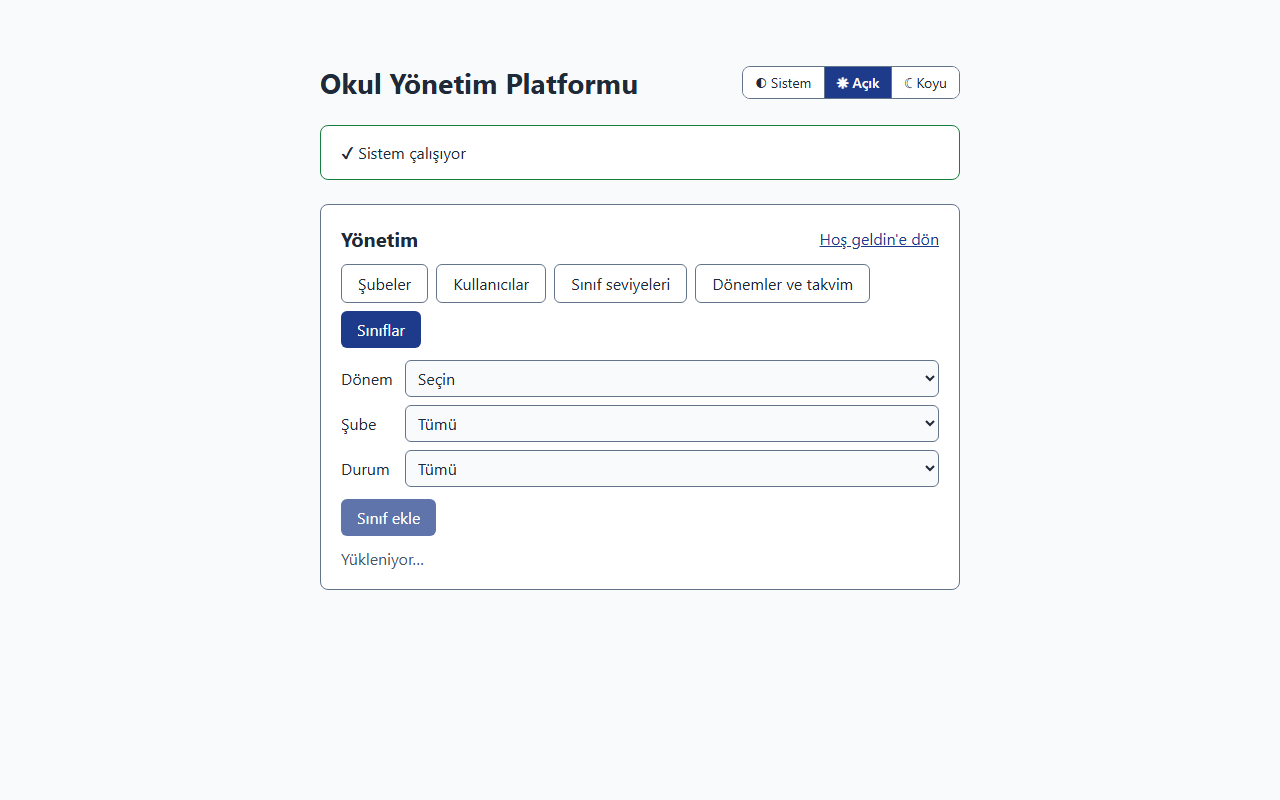 Okul Yönetim Platformu
◐ Sistem
❋ Açık
☾ Koyu
✓ Sistem çalışıyor
Yönetim
Hoş geldin'e dön
Şubeler
Kullanıcılar
Sınıf seviyeleri
Dönemler ve takvim
Sınıflar
Dönem
Seçin
Şube
Tümü
Durum
Tümü
Sınıf ekle
Yükleniyor…